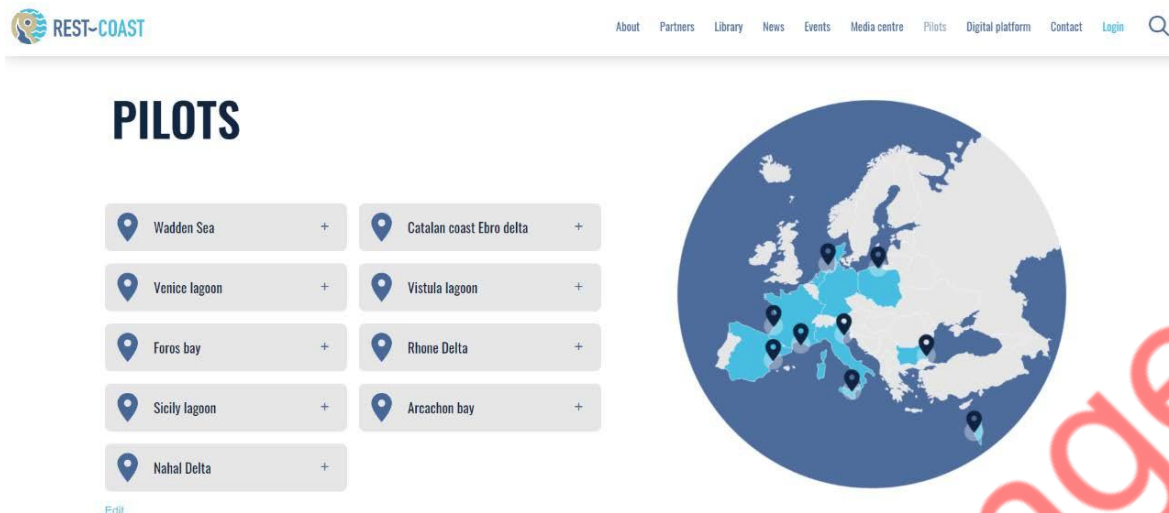 REST-COAST
About Partners Library News Events Media centre Pilots Digital platform Contact Login
PILOTS
Wadden Sea + Catalan coast Ebro delta +
Venice lagoon + Vistula lagoon +
Foros bay + Rhone Delta +
Sicily lagoon + Arcachon bay +
Nahal Delta +
Edit